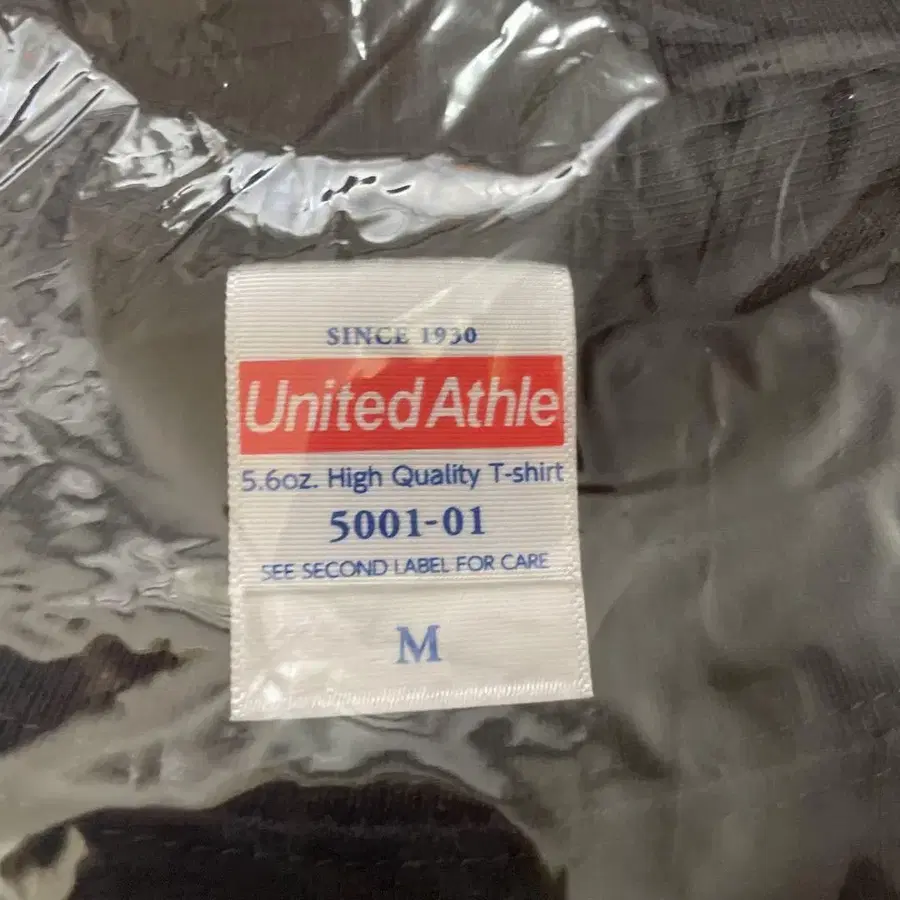 SINCE 1930
United Athle
5.6oz. High Quality T-shirt
5001-01
SEE SECOND LABEL FOR CARE
M